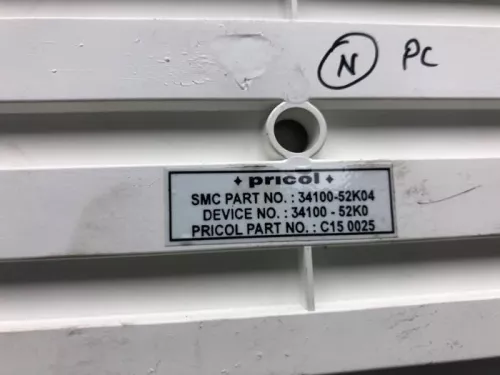 N PC
pricol
SMC PART NO. : 34100-52K04
DEVICE NO. : 34100 - 52K0
PRICOL PART NO. : C15 0025